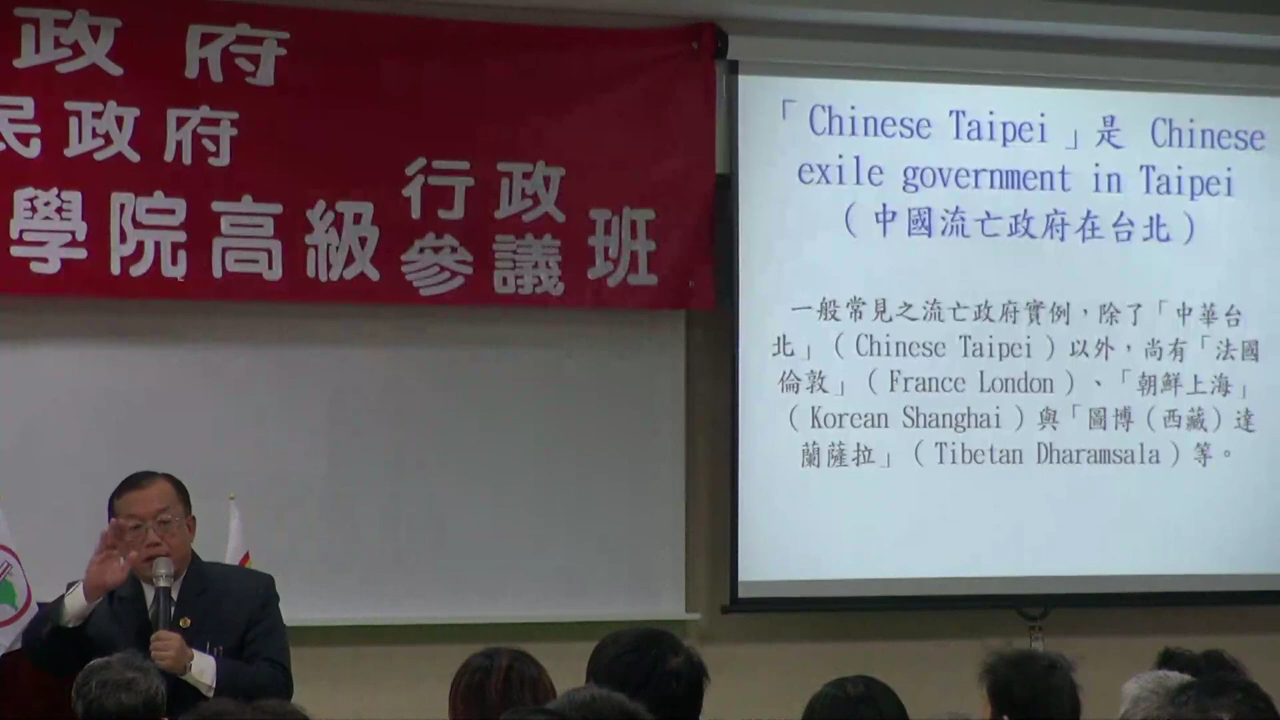 政府
民政府
學院高級行政參議班
「Chinese Taipei」是 Chinese
exile government in Taipei
（中國流亡政府在台北）
一般常見之流亡政府實例，除了「中華台
北」（Chinese Taipei）以外，尚有「法國
倫敦」（France London）、「朝鮮上海」
（Korean Shanghai）與「圖博（西藏）達
蘭薩拉」（Tibetan Dharamsala）等。